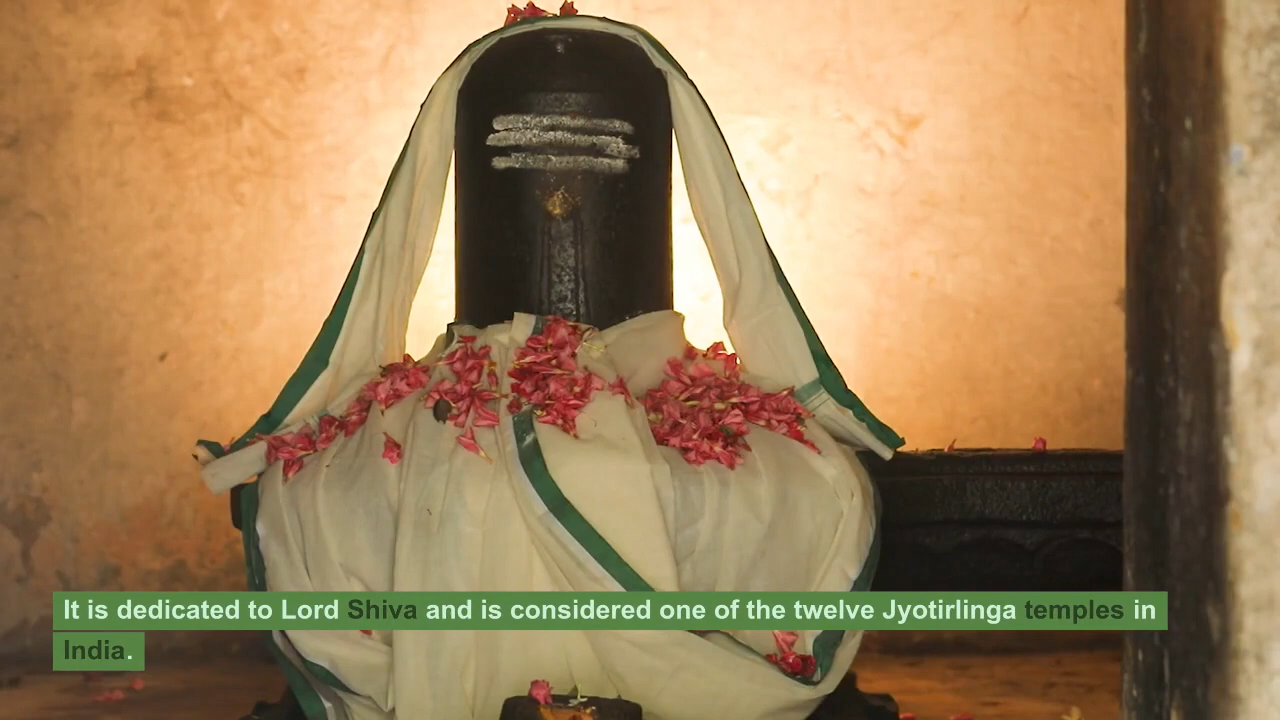 It is dedicated to Lord Shiva and is considered one of the twelve Jyotirlinga temples in
India.